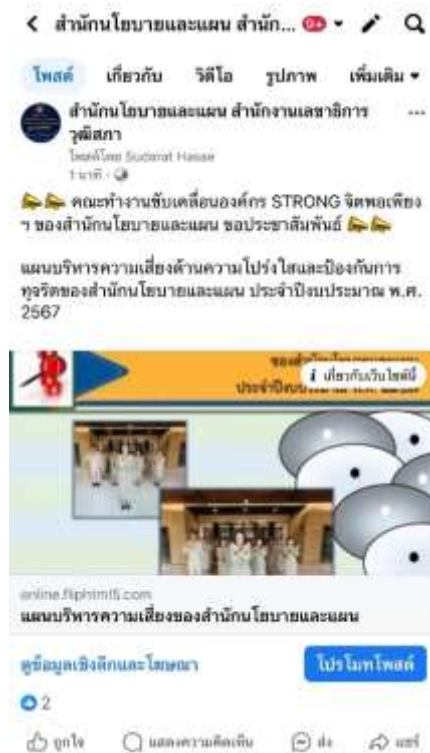 สำนักนโยบายและแผน สำนัก...
โพสต์ เกี่ยวกับ วิดีโอ รูปภาพ เพิ่มเติม
สำนักนโยบายและแผน สำนักงานเลขาธิการ
วุฒิสภา
โพสต์โดย Sudarat Hasae
1 นาที
คณะทำงานขับเคลื่อนองค์กร STRONG จิตพอเพียง
ฯ ของสำนักนโยบายและแผน ขอประชาสัมพันธ์
แผนบริหารความเสี่ยงด้านความโปร่งใสและป้องกันการ
ทุจริตของสำนักนโยบายและแผน ประจำปีงบประมาณ พ.ศ.
2567
i เกี่ยวกับเว็บไซต์นี้
online.fliphtml5.com
แผนบริหารความเสี่ยงของสำนักนโยบายและแผน
ดูข้อมูลเชิงลึกและโฆษณา โปรโมทโพสต์
2
ถูกใจ แสดงความคิดเห็น ส่ง แชร์